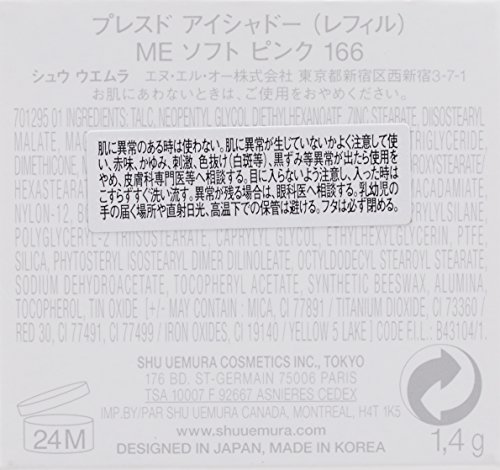 プレスド アイシャドー（レフィル）
ME ソフト ピンク 166
シュウ ウエムラ エヌ・エル・オー株式会社 東京都新宿区西新宿3-7-1
お肌にあわないときは、ご使用をおやめください。
701295 01 INGREDIENTS: TALC, NEOPENTYL GLYCOL DIETHYLHEXANOATE, ZINC STEARATE, DIISOSTEARYL
MALATE,
肌に異常のある時は使わない。肌に異常が生じていないかよく注意して使
い、赤味、かゆみ、刺激、色抜け(白斑等)、黒ずみ等異常が出たら使用を
やめ、皮膚科専門医等へ相談する。目に入らないよう注意し、入った時は
こすらずすぐ洗い流す。異常が残る場合は、眼科医へ相談する。乳幼児の
手の届く場所や直射日光、高温下での保管は避ける。フタは必ず閉める。
TRIGLYCERIDE,
DIMETHICONE,
NYLON-12,
POLYGLYCERYL-2 ETHYLHEXYLGLYCERIN, PTFE,
SILICA, PHYTOSTERYL ISOSTEARYL DIMER DILINOLEATE, OCTYLDODECYL STEAROYL STEARATE,
SODIUM DEHYDROACETATE, TOCOPHERYL ACETATE, SYNTHETIC BEESWAX, ALUMINA,
TOCOPHEROL, TIN OXIDE [+/- MAY CONTAIN : MICA, CI 77891 / TITANIUM DIOXIDE, CI 73360 /
RED 30, CI 77491, CI 77499 / IRON OXIDES, CI 19140 / YELLOW 5 LAKE] CODE F.I.L. : B43104/1.
SHU UEMURA COSMETICS INC., TOKYO
176 BD. ST-GERMAIN 75006 PARIS
TSA 10007 F 92667 ASNIERES CEDEX
IMP.BY/PAR SHU UEMURA CANADA, MONTREAL, H4T 1K5
www.shuuemura.com
24M
DESIGNED IN JAPAN, MADE IN KOREA
1,4 g